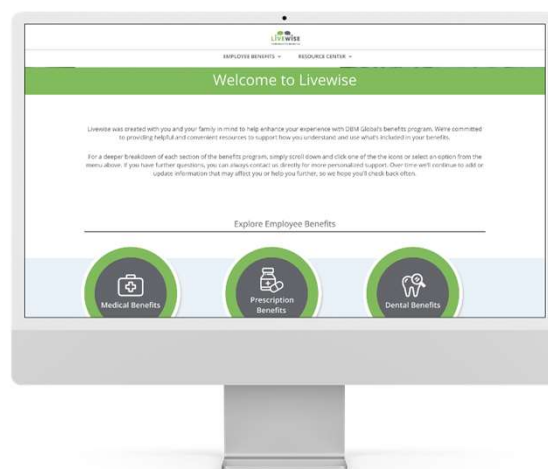 LIVEWISE
EMPLOYEE BENEFITS
RESOURCE CENTER
Welcome to Livewise
Livewise was created with you and your family in mind to help enhance your experience with DBM Global's benefits program. We're committed
to providing helpful and convenient resources to support how you understand and use what's included in your benefits.
For a deeper breakdown of each section of the benefits program, simply scroll down and click one of the the icons or select an option from the
menu above. If you have further questions, you can always contact us directly for more personalized support. Over time we'll continue to add or
update information that may affect you or help you further, so we hope you'll check back often.
Explore Employee Benefits
Medical Benefits
Prescription
Benefits
Dental Benefits